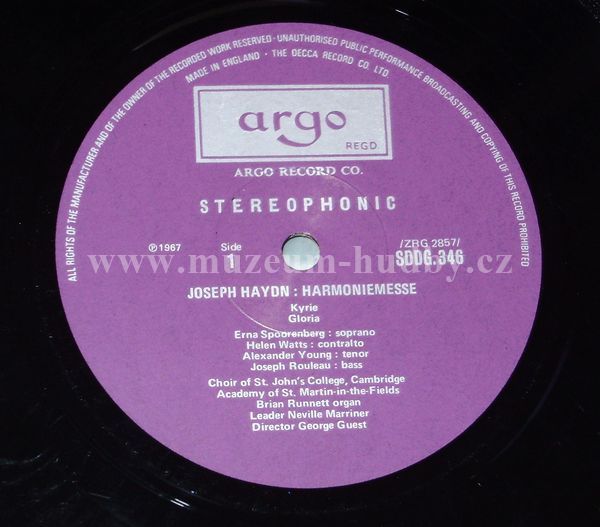 ALL RIGHTS OF THE MANUFACTURER AND OF THE OWNER OF THE RECORDED WORK RESERVED · UNAUTHORISED PUBLIC PERFORMANCE BROADCASTING AND COPYING OF THIS RECORD PROHIBITED
MADE IN ENGLAND · THE DECCA RECORD CO. LTD.
argo
REGD
ARGO RECORD CO.
STEREOPHONIC
℗1967
Side
1
/ZRG 2857/
SDDG.346
www.muzeum-hudby.cz
JOSEPH HAYDN : HARMONIEMESSE
Kyrie
Gloria
Erna Spoorenberg : soprano
Helen Watts : contralto
Alexander Young : tenor
Joseph Rouleau : bass
Choir of St. John's College, Cambridge
Academy of St. Martin-in-the-Fields
Brian Runnett organ
Leader Neville Marriner
Director George Guest